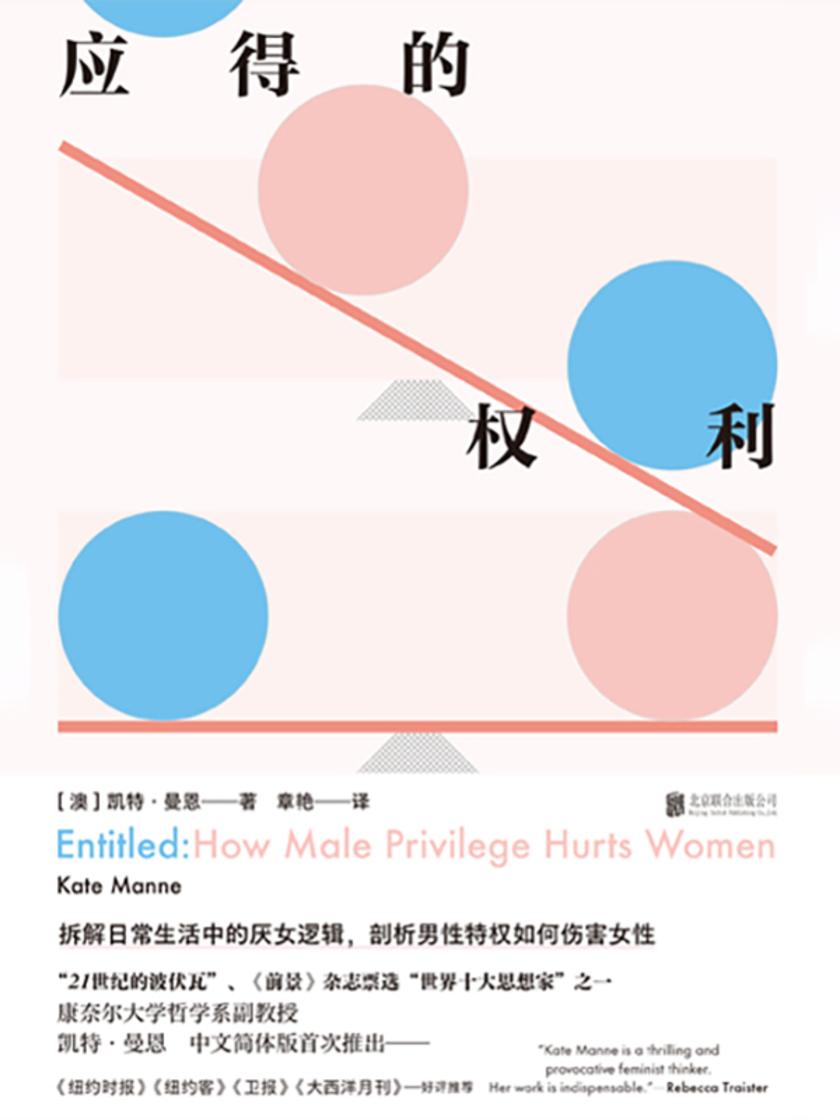 应得的
权利
[澳]凯特·曼恩——著 章艳——译
北京联合出版公司
Entitled:How Male Privilege Hurts Women
Kate Manne
拆解日常生活中的厌女逻辑，剖析男性特权如何伤害女性
“21世纪的波伏瓦”、《前景》杂志票选“世界十大思想家”之一
康奈尔大学哲学系副教授
凯特·曼恩 中文简体版首次推出——
“Kate Manne is a thrilling and
provocative feminist thinker.
Her work is indispensable.”—Rebecca Traister
《纽约时报》《纽约客》《卫报》《大西洋月刊》—好评推荐